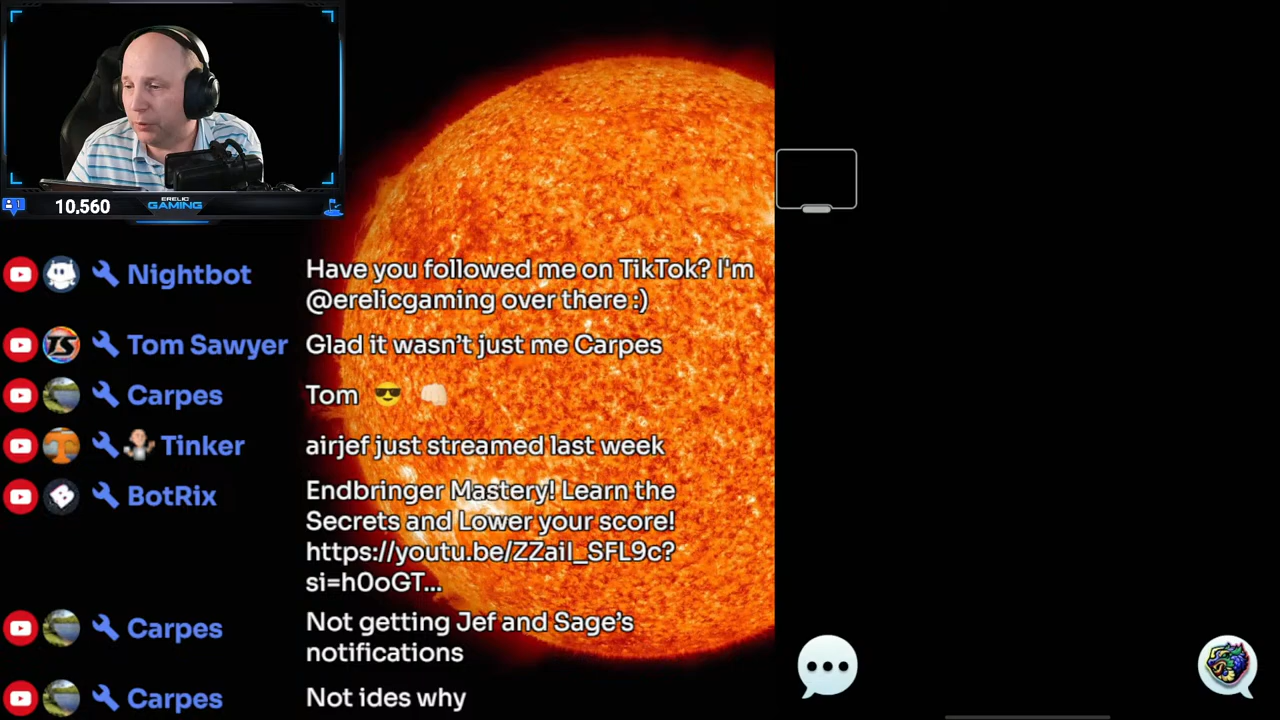 10,560
ERELIC
GAMING
Nightbot Have you followed me on TikTok? I'm
@erelicgaming over there :)
TS Tom Sawyer Glad it wasn't just me Carpes
Carpes Tom 😎 👊🏻
Tinker airjef just streamed last week
BotRix Endbringer Mastery! Learn the
Secrets and Lower your score!
https://youtu.be/ZZaiI_SFL9c?
si=h0oGT...
Carpes Not getting Jef and Sage’s
notifications
Carpes Not ides why